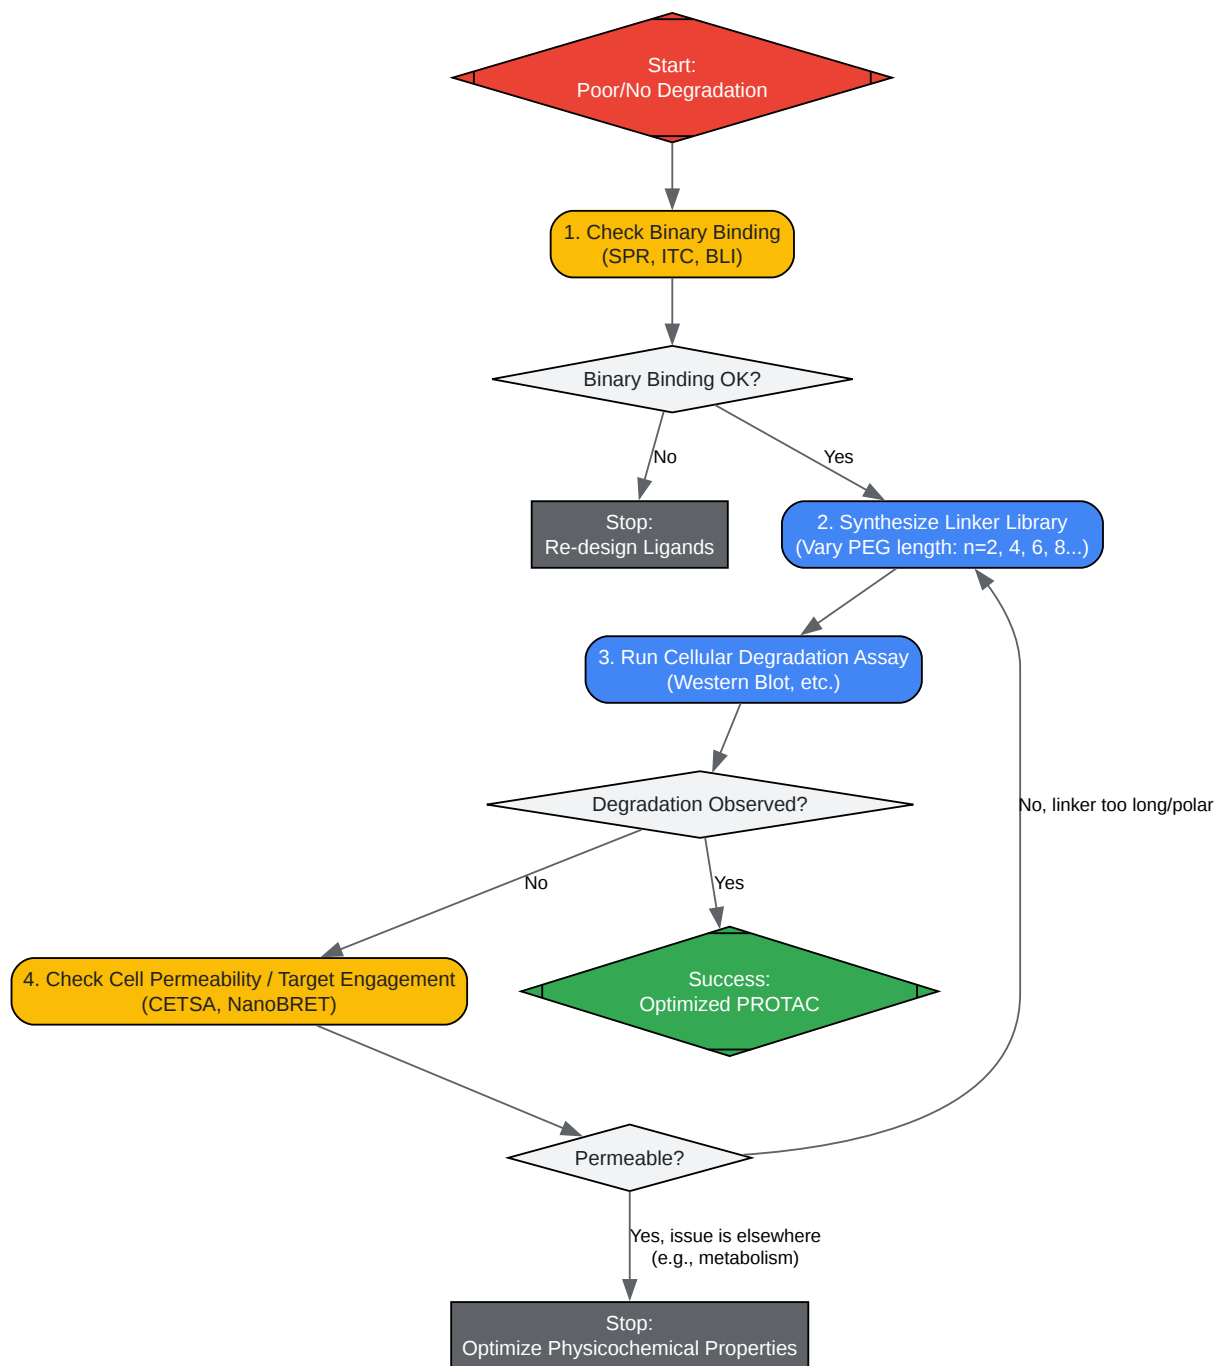 Start:
Poor/No Degradation
1. Check Binary Binding
(SPR, ITC, BLI)
Binary Binding OK?
No
Yes
Stop:
Re-design Ligands
2. Synthesize Linker Library
(Vary PEG length: n=2, 4, 6, 8...)
3. Run Cellular Degradation Assay
(Western Blot, etc.)
Degradation Observed?
No, linker too long/polar
No
Yes
4. Check Cell Permeability / Target Engagement
(CETSA, NanoBRET)
Success:
Optimized PROTAC
Permeable?
Yes, issue is elsewhere
(e.g., metabolism)
Stop:
Optimize Physicochemical Properties